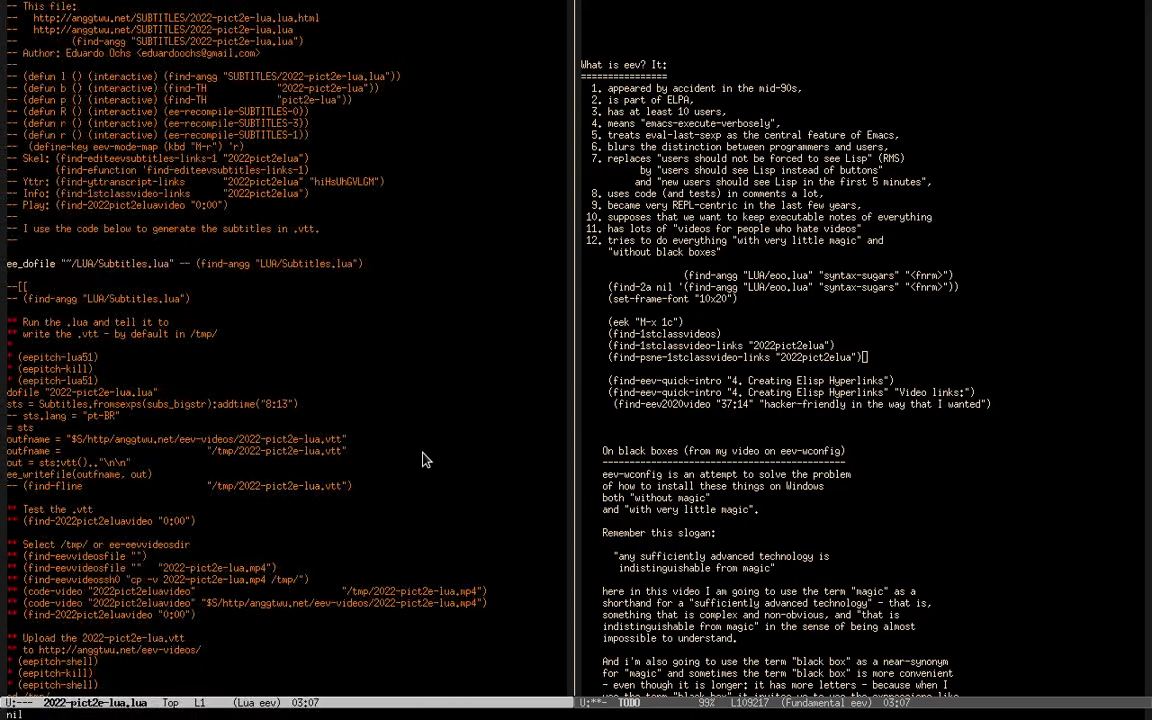 -- This file:
--   http://anggtwu.net/SUBTITLES/2022-pict2e-lua.lua.html
--   http://anggtwu.net/SUBTITLES/2022-pict2e-lua.lua
--          (find-angg "SUBTITLES/2022-pict2e-lua.lua")
-- Author: Eduardo Ochs <eduardoochs@gmail.com>
--
-- (defun l () (interactive) (find-angg "SUBTITLES/2022-pict2e-lua.lua"))
-- (defun b () (interactive) (find-TH            "2022-pict2e-lua"))
-- (defun p () (interactive) (find-TH            "pict2e-lua"))
-- (defun R () (interactive) (ee-recompile-SUBTITLES-0))
-- (defun r () (interactive) (ee-recompile-SUBTITLES-3))
-- (defun r () (interactive) (ee-recompile-SUBTITLES-1))
--  (define-key eev-mode-map (kbd "M-r") 'r)
-- Skel: (find-editeevsubtitles-links-1 "2022pict2elua")
--       (find-efunction 'find-editeevsubtitles-links-1)
-- Yttr: (find-yttranscript-links       "2022pict2elua" "hiHsUhGVLGM")
-- Info: (find-1stclassvideo-links      "2022pict2elua")
-- Play: (find-2022pict2eluavideo "0:00")
--
-- I use the code below to generate the subtitles in .vtt.
--
ee_dofile "~/LUA/Subtitles.lua" -- (find-angg "LUA/Subtitles.lua")
--[[
-- (find-angg "LUA/Subtitles.lua")
* Run the .lua and tell it to
* write the .vtt - by default in /tmp/
*
* (eepitch-lua51)
* (eepitch-kill)
* (eepitch-lua51)
dofile "2022-pict2e-lua.lua"
sts = Subtitles.fromsexps(subs_bigstr):addtime("8:13")
-- sts.lang = "pt-BR"
= sts
outfname = "$S/http/anggtwu.net/eev-videos/2022-pict2e-lua.vtt"
outfname =                         "/tmp/2022-pict2e-lua.vtt"
out = sts:vtt().."\n\n"
ee_writefile(outfname, out)
-- (find-fline                     "/tmp/2022-pict2e-lua.vtt")
* Test the .vtt
* (find-2022pict2eluavideo "0:00")
* Select /tmp/ or ee-eevvideosdir
* (find-eevvideosfile "")
* (find-eevvideosfile ""   "2022-pict2e-lua.mp4")
* (find-eevvideossh0 "cp -v 2022-pict2e-lua.mp4 /tmp/")
* (code-video "2022pict2eluavideo"                         "/tmp/2022-pict2e-lua.mp4")
* (code-video "2022pict2eluavideo" "$S/http/anggtwu.net/eev-videos/2022-pict2e-lua.mp4")
* (find-2022pict2eluavideo "0:00")
* Upload the 2022-pict2e-lua.vtt
* to http://anggtwu.net/eev-videos/
* (eepitch-shell)
* (eepitch-kill)
* (eepitch-shell)
U:---  2022-pict2e-lua.lua   Top   L1     (Lua eev)  03:07
nil
What is eev? It:
================
1. appeared by accident in the mid-90s,
2. is part of ELPA,
3. has at least 10 users,
4. means "emacs-execute-verbosely",
5. treats eval-last-sexp as the central feature of Emacs,
6. blurs the distinction between programmers and users,
7. replaces "users should not be forced to see Lisp" (RMS)
by "users should see Lisp instead of buttons"
and "new users should see Lisp in the first 5 minutes",
8. uses code (and tests) in comments a lot,
9. became very REPL-centric in the last few years,
10. supposes that we want to keep executable notes of everything
11. has lots of "videos for people who hate videos"
12. tries to do everything "with very little magic" and
"without black boxes"
(find-angg "LUA/eoo.lua" "syntax-sugars" "<fnrm>")
(find-2a nil '(find-angg "LUA/eoo.lua" "syntax-sugars" "<fnrm>"))
(set-frame-font "10x20")
(eek "M-x 1c")
(find-1stclassvideos)
(find-1stclassvideo-links "2022pict2elua")
(find-psne-1stclassvideo-links "2022pict2elua")
(find-eev-quick-intro "4. Creating Elisp Hyperlinks")
(find-eev-quick-intro "4. Creating Elisp Hyperlinks" "Video links:")
(find-eev2020video "37:14" "hacker-friendly in the way that I wanted")
On black boxes (from my video on eev-wconfig)
---------------------------------------------
eev-wconfig is an attempt to solve the problem
of how to install these things on Windows
both "without magic"
and "with very little magic".
Remember this slogan:
"any sufficiently advanced technology is
indistinguishable from magic"
here in this video I am going to use the term "magic" as a
shorthand for a "sufficiently advanced technology" - that is,
something that is complex and non-obvious, and "that is
indistinguishable from magic" in the sense of being almost
impossible to understand.
And i'm also going to use the term "black box" as a near-synonym
for "magic" and sometimes the term "black box" is more convenient
- even though it is longer: it has more letters - because when I
U:**-  TODO           99%   L109217   (Fundamental eev) 03:07